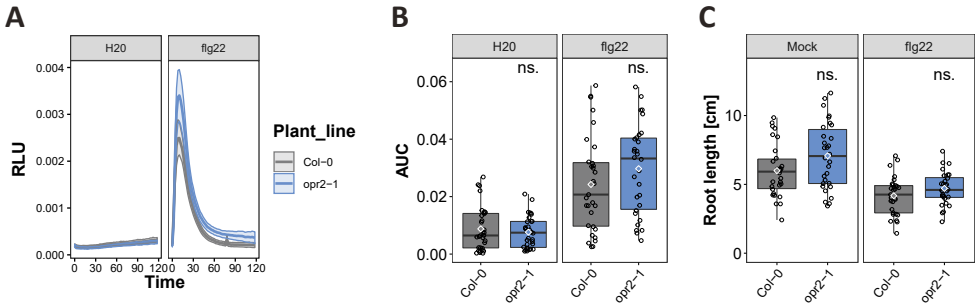 A
H20
flg22
RLU
0.004
0.003
0.002
0.001
0.000
0 30 60 90 120
0 30 60 90 120
Time
Plant_line
Col-0
opr2-1
B
H20
flg22
AUC
0.06
0.04
0.02
0.00
ns.
ns.
Col-0
opr2-1
Col-0
opr2-1
C
Mock
flg22
Root length [cm]
10
5
0
ns.
ns.
Col-0
opr2-1
Col-0
opr2-1